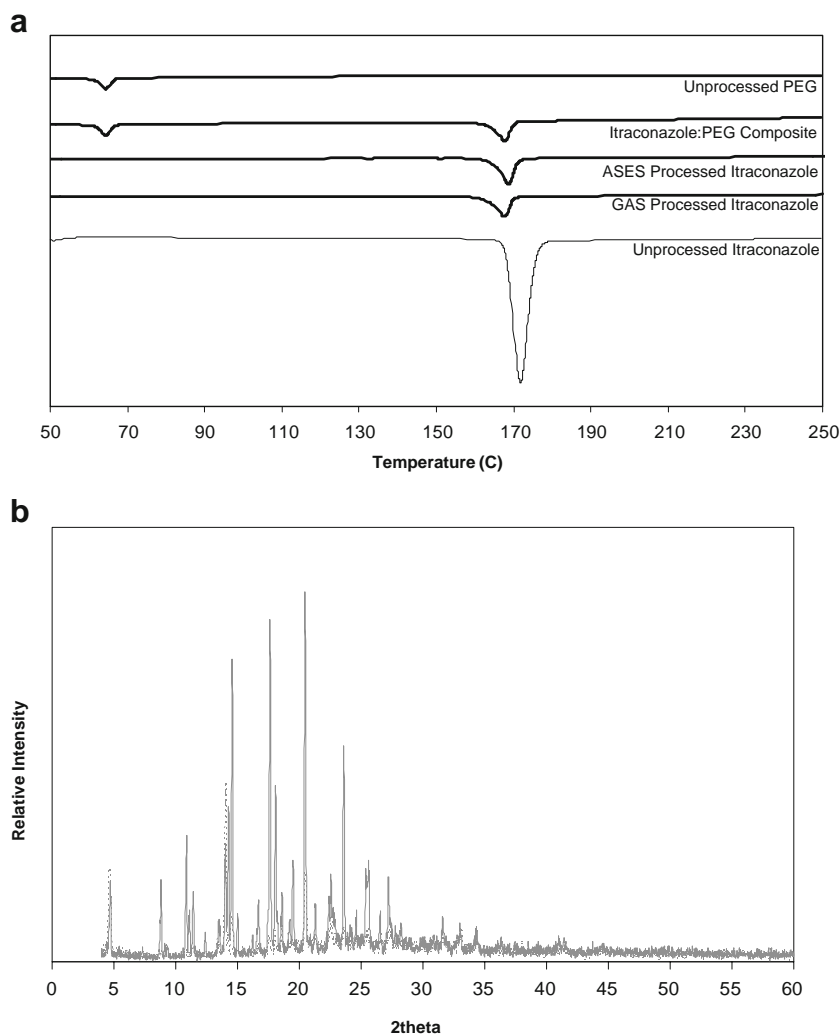 a
Unprocessed PEG
Itraconazole:PEG Composite
ASES Processed Itraconazole
GAS Processed Itraconazole
Unprocessed Itraconazole
50 70 90 110 130 150 170 190 210 230 250
Temperature (C)
b
Relative Intensity
0 5 10 15 20 25 30 35 40 45 50 55 60
2theta